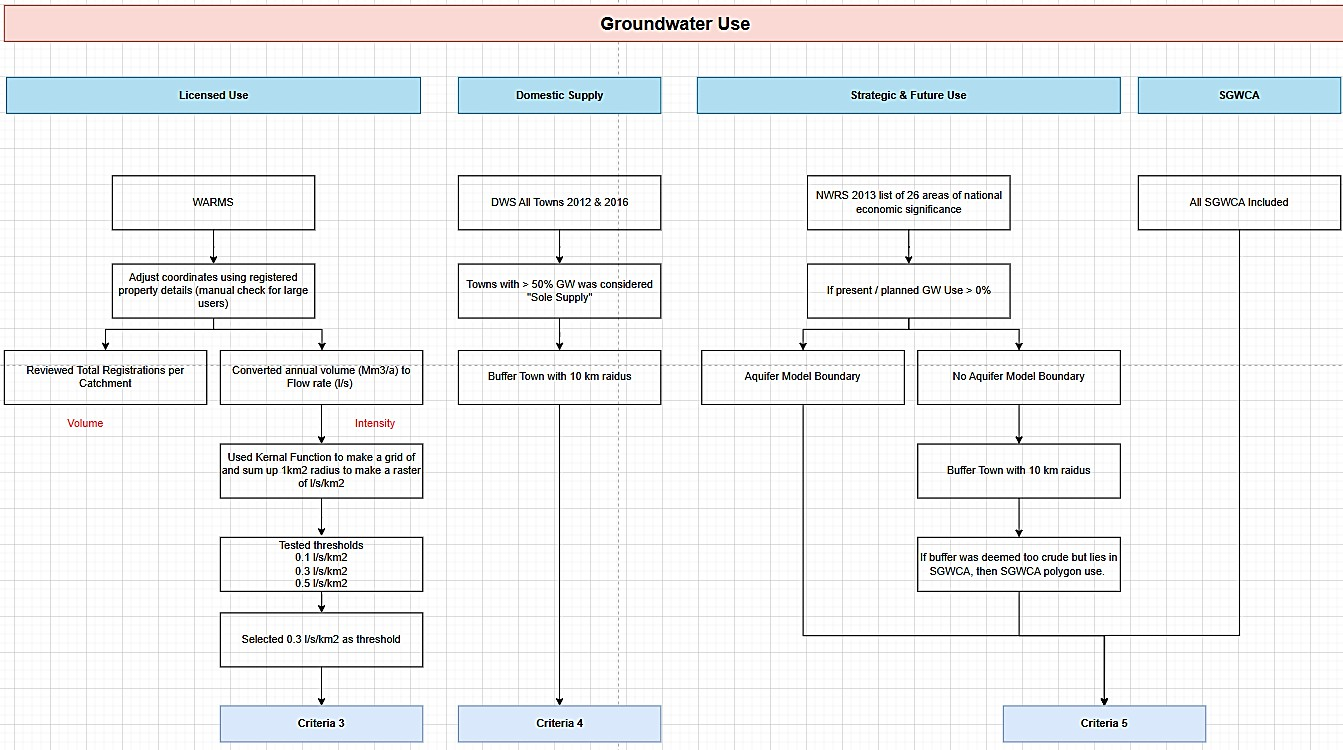 Groundwater Use
Licensed Use
Domestic Supply
Strategic & Future Use
SGWCA
WARMS
DWS All Towns 2012 & 2016
NWRS 2013 list of 26 areas of national
economic significance
All SGWCA Included
Adjust coordinates using registered
property details (manual check for large
users)
Towns with > 50% GW was considered
"Sole Supply"
If present / planned GW Use > 0%
Reviewed Total Registrations per
Catchment
Converted annual volume (Mm3/a) to
Flow rate (l/s)
Buffer Town with 10 km raidus
Aquifer Model Boundary
No Aquifer Model Boundary
Volume
Intensity
Used Kernal Function to make a grid of
and sum up 1km2 radius to make a raster
of l/s/km2
Buffer Town with 10 km raidus
Tested thresholds
0.1 l/s/km2
0.3 l/s/km2
0.5 l/s/km2
If buffer was deemed too crude but lies in
SGWCA, then SGWCA polygon use.
Selected 0.3 l/s/km2 as threshold
Criteria 3
Criteria 4
Criteria 5